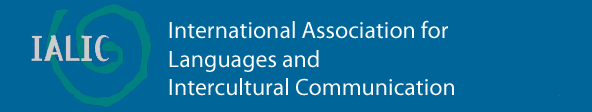 IALIC
International Association for
Languages and
Intercultural Communication